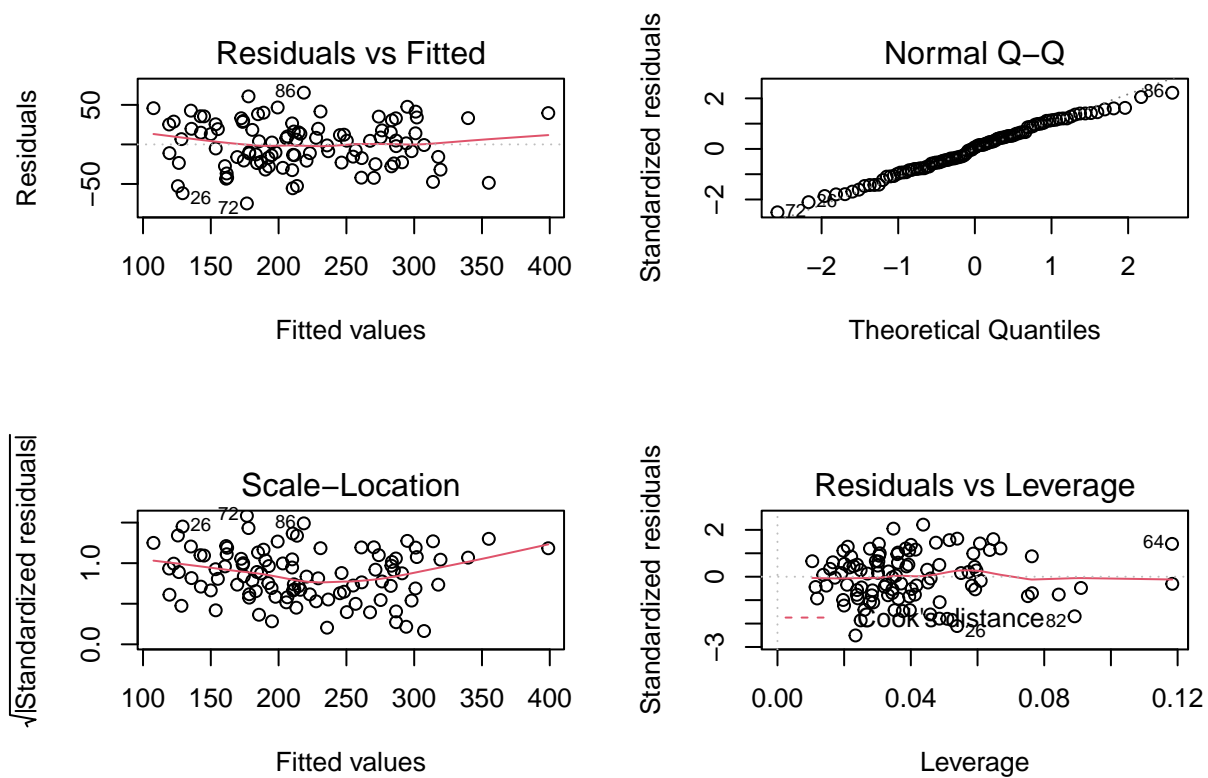 Residuals vs Fitted
Residuals
50
−50
86
26
72
100 150 200 250 300 350 400
Fitted values
Normal Q−Q
Standardized residuals
2
0
−2
86
72
26
−2 −1 0 1 2
Theoretical Quantiles
Scale−Location
√|Standardized residuals|
1.0
0.0
26
72
86
100 150 200 250 300 350 400
Fitted values
Residuals vs Leverage
Standardized residuals
2
0
−3
64
Cook's distance
82
26
0.00 0.04 0.08 0.12
Leverage